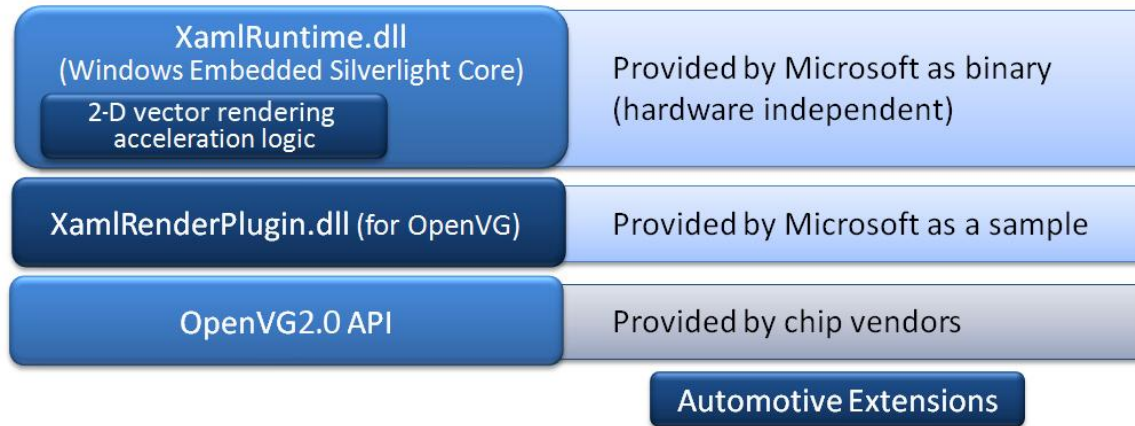 XamlRuntime.dll
(Windows Embedded Silverlight Core)
2-D vector rendering
acceleration logic
Provided by Microsoft as binary
(hardware independent)
XamlRenderPlugin.dll (for OpenVG)
Provided by Microsoft as a sample
OpenVG2.0 API
Provided by chip vendors
Automotive Extensions